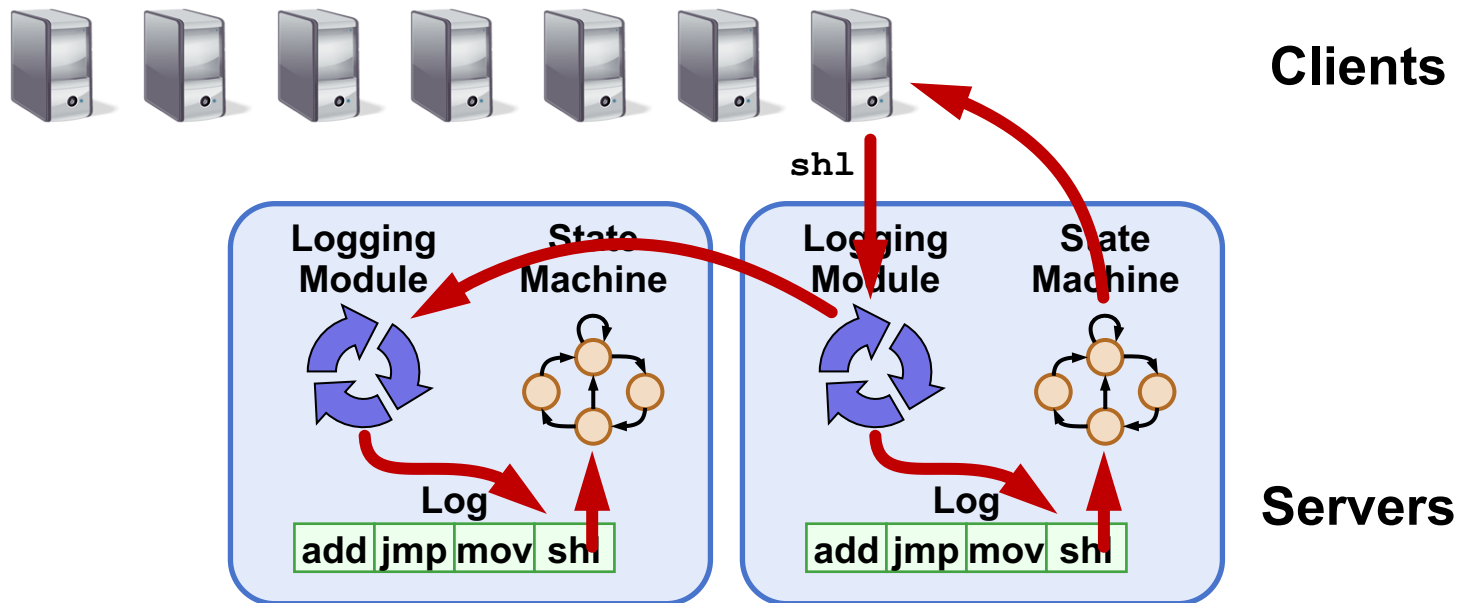 Clients
shl
Logging
Module
State
Machine
Logging
Module
State
Machine
Log
add jmp mov shl
Log
add jmp mov shl
Servers